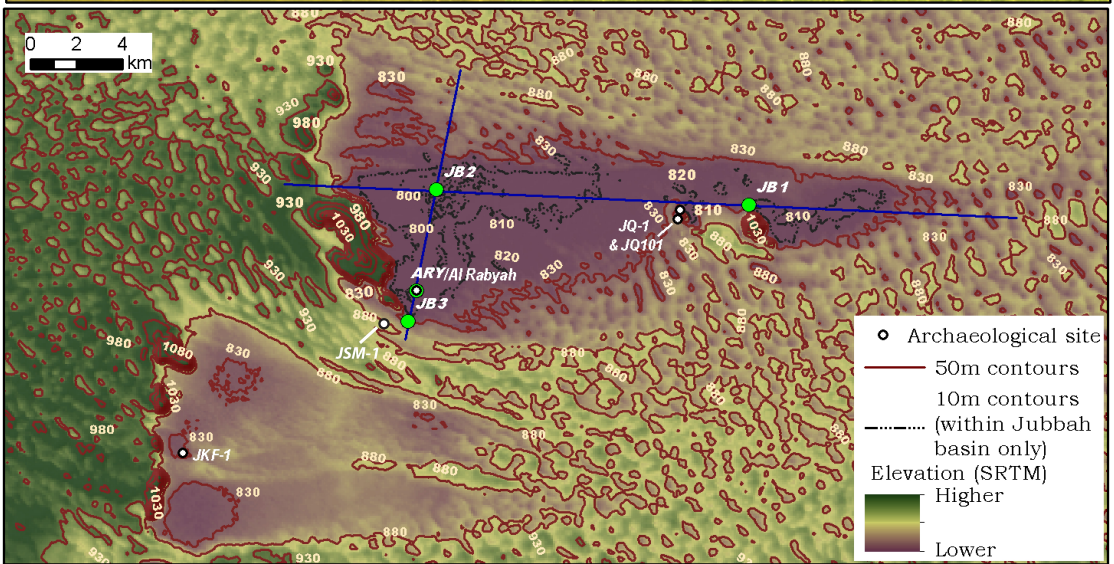 0 2 4
km
880
880
880
880
930
830
880
930
980
830
820
JB2
JB1
930
800
980
1030
810
830
810
810
JQ-1
& JQ101
1030
830
880
800
820
830
880
830
930
ARY/Al Rabyah
830
JB3
880
JSM-1
880
930
980
1080
830
1030
980
830
JKF-1
1030
830
880
880
830
930
930
Archaeological site
50m contours
10m contours
(within Jubbah
basin only)
Elevation (SRTM)
Higher
Lower